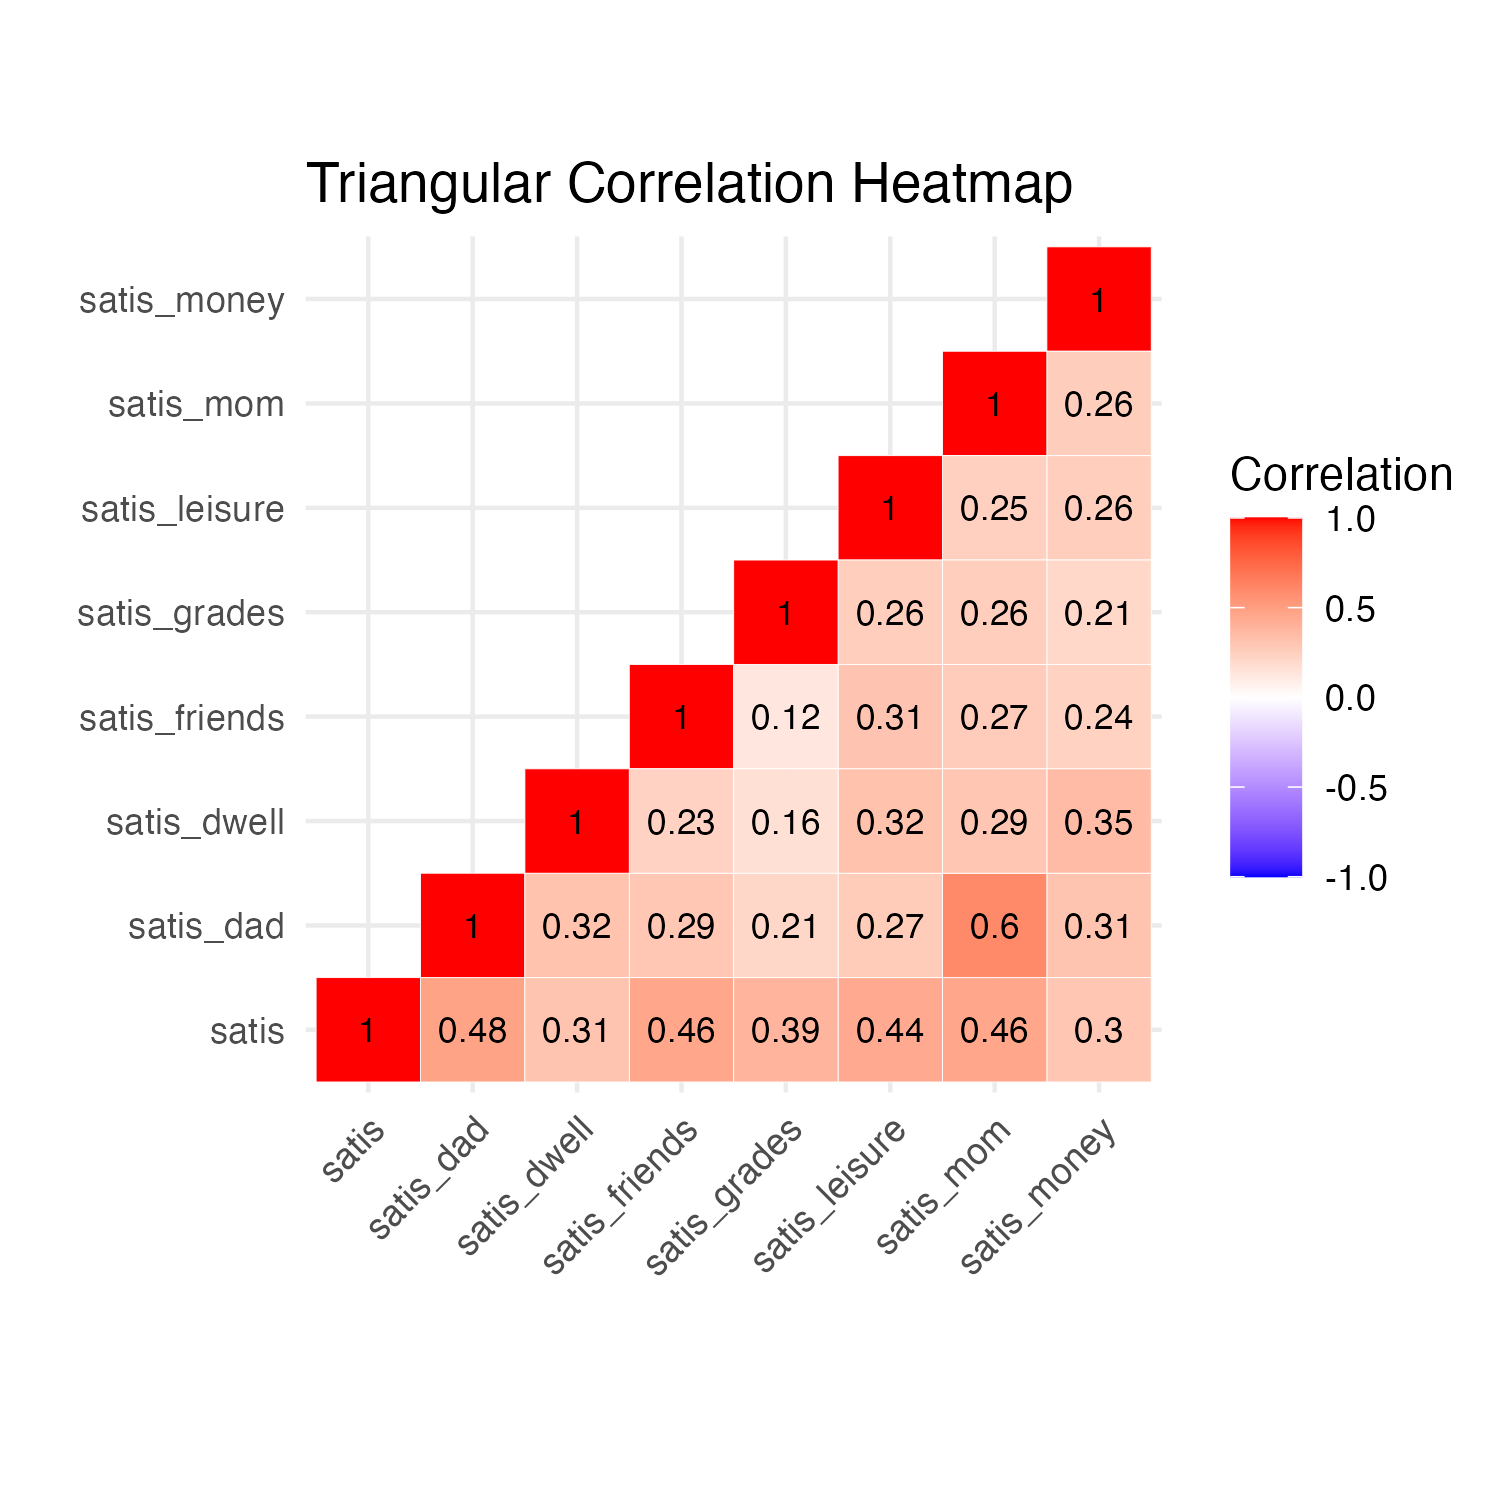 Triangular Correlation Heatmap
satis_money
1
satis_mom
1 0.26
satis_leisure
1 0.25 0.26
satis_grades
1 0.26 0.26 0.21
satis_friends
1 0.12 0.31 0.27 0.24
satis_dwell
1 0.23 0.16 0.32 0.29 0.35
satis_dad
1 0.32 0.29 0.21 0.27 0.6 0.31
satis
1 0.48 0.31 0.46 0.39 0.44 0.46 0.3
satis
satis_dad
satis_dwell
satis_friends
satis_grades
satis_leisure
satis_mom
satis_money
Correlation
1.0
0.5
0.0
-0.5
-1.0